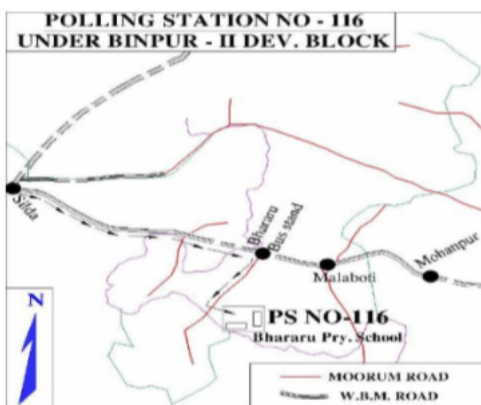 POLLING STATION NO - 116
UNDER BINPUR - II DEV. BLOCK
Silda
Bhararu
Bus stand
Malaboti
Mohanpur
PS NO-116
Bhararu Pry. School
N
MOORUM ROAD
W.B.M. ROAD